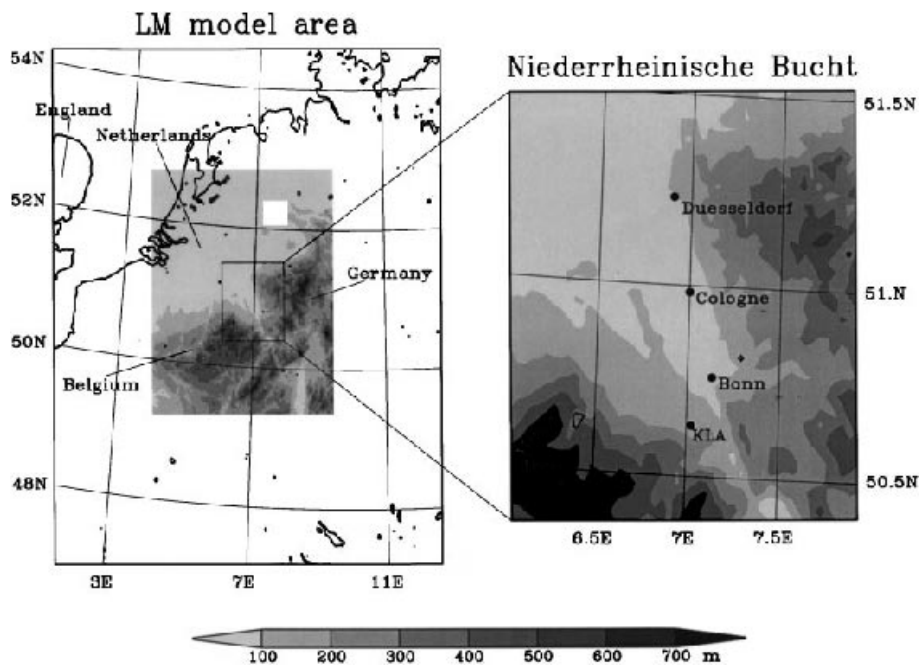 LM model area
54N
England
Netherlands
52N
Germany
50N
Belgium
48N
3E
7E
11E
Niederrheinische Bucht
51.5N
Duesseldorf
51.N
Cologne
Bonn
KLA
50.5N
6.5E
7E
7.5E
100 200 300 400 500 600 700 m